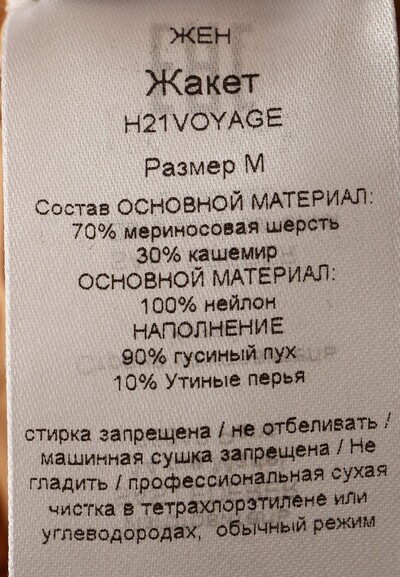 ЖЕН
Жакет
H21VOYAGE
Размер М
Состав ОСНОВНОЙ МАТЕРИАЛ:
70% мериносовая шерсть
30% кашемир
ОСНОВНОЙ МАТЕРИАЛ:
100% нейлон
НАПОЛНЕНИЕ
90% гусиный пух
10% Утиные перья
стирка запрещена / не отбеливать /
машинная сушка запрещена / Не
гладить / профессиональная сухая
чистка в тетрахлорэтилене или
углеводородах, обычный режим